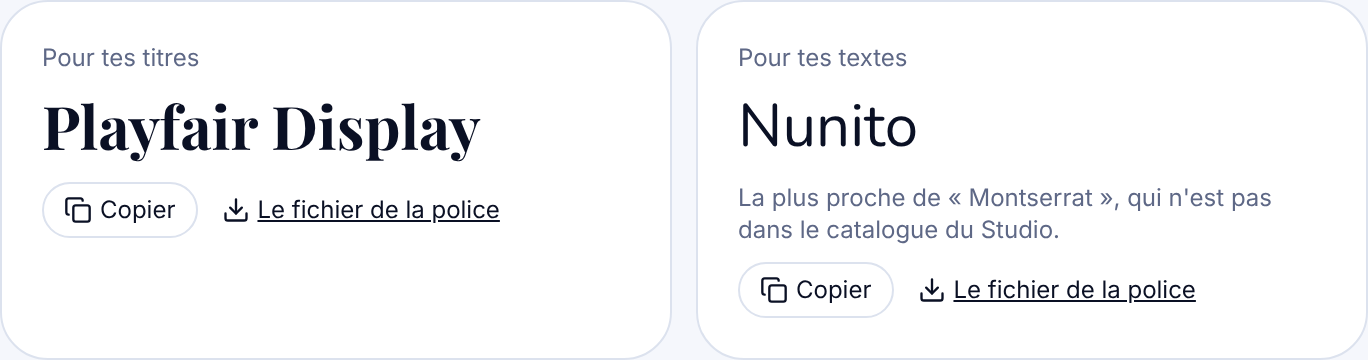 Pour tes titres
Playfair Display
Copier
Le fichier de la police
Pour tes textes
Nunito
La plus proche de « Montserrat », qui n'est pas
dans le catalogue du Studio.
Copier
Le fichier de la police